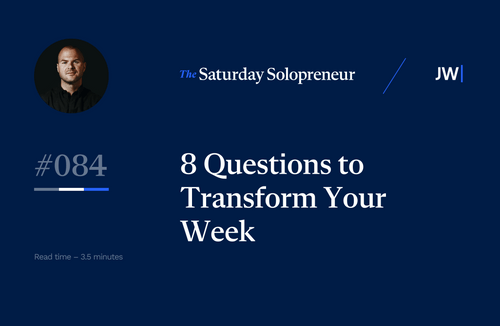 The Saturday Solopreneur
JW
#084
8 Questions to
Transform Your
Week
Read time – 3.5 minutes